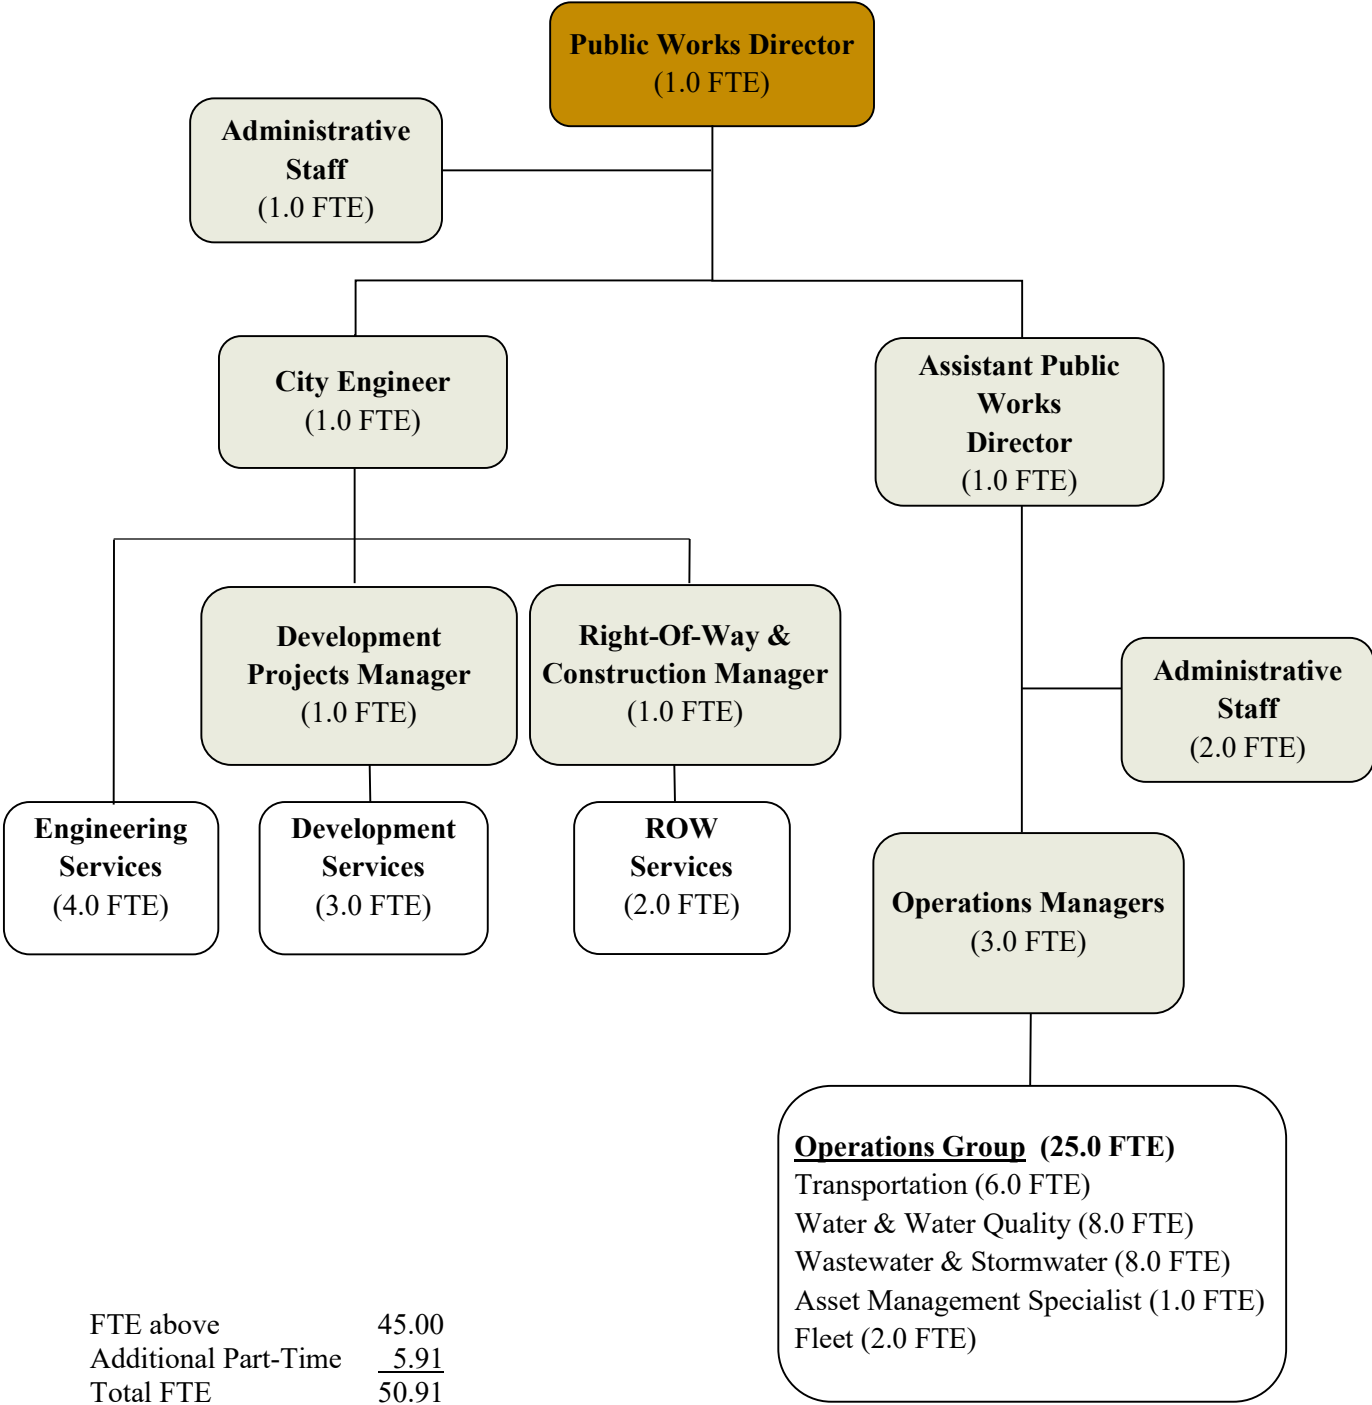 Public Works Director
(1.0 FTE)
Administrative
Staff
(1.0 FTE)
City Engineer
(1.0 FTE)
Assistant Public
Works
Director
(1.0 FTE)
Development
Projects Manager
(1.0 FTE)
Right-Of-Way &
Construction Manager
(1.0 FTE)
Administrative
Staff
(2.0 FTE)
Engineering
Services
(4.0 FTE)
Development
Services
(3.0 FTE)
ROW
Services
(2.0 FTE)
Operations Managers
(3.0 FTE)
Operations Group (25.0 FTE)
Transportation (6.0 FTE)
Water & Water Quality (8.0 FTE)
Wastewater & Stormwater (8.0 FTE)
Asset Management Specialist (1.0 FTE)
Fleet (2.0 FTE)
FTE above 45.00
Additional Part-Time 5.91
Total FTE 50.91